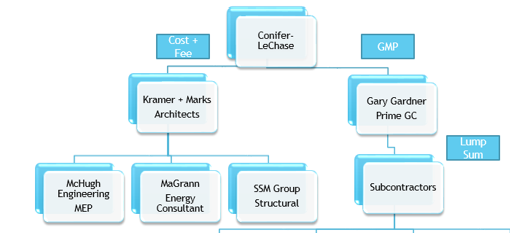 Conifer-
LeChase
Cost +
Fee
GMP
Kramer + Marks
Architects
Gary Gardner
Prime GC
Lump
Sum
McHugh
Engineering
MEP
MaGrann
Energy
Consultant
SSM Group
Structural
Subcontractors